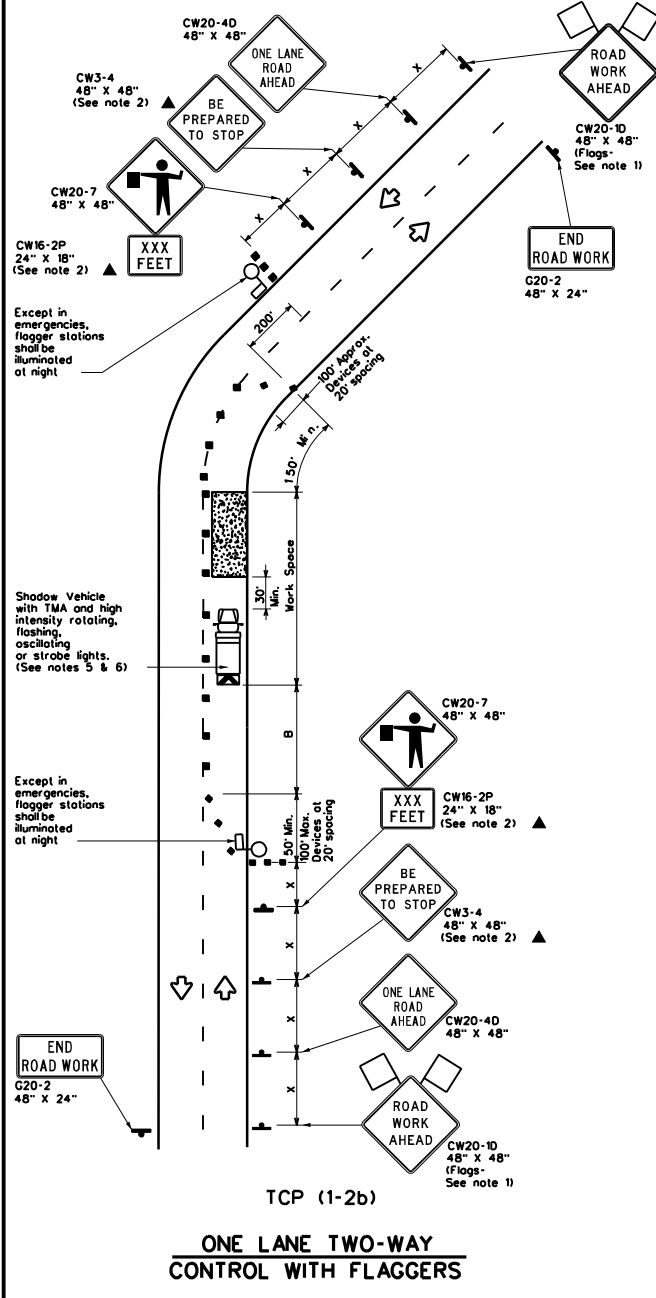 CW20-4D
48" X 48"
ONE LANE
ROAD
AHEAD
CW3-4
48" X 48"
(See note 2) ▲
BE
PREPARED
TO STOP
CW20-7
48" X 48"
XXX
FEET
CW16-2P
24" X 18"
(See note 2) ▲
X
X
X
X
ROAD
WORK
AHEAD
CW20-1D
48" X 48"
(Flags-
See note 1)
END
ROAD WORK
G20-2
48" X 24"
Except in
emergencies,
flagger stations
shall be
illuminated
at night
200'
100' Approx.
Devices at
20' spacing
150' Min.
Work Space
30'
Min.
Shadow Vehicle
with TMA and high
intensity rotating,
flashing,
oscillating
or strobe lights.
(See notes 5 & 6)
B
Except in
emergencies,
flagger stations
shall be
illuminated
at night
50' Min.
100' Max.
Devices at
20' spacing
X
X
X
X
CW20-7
48" X 48"
XXX
FEET
CW16-2P
24" X 18"
(See note 2) ▲
BE
PREPARED
TO STOP
CW3-4
48" X 48"
(See note 2) ▲
ONE LANE
ROAD
AHEAD
CW20-4D
48" X 48"
ROAD
WORK
AHEAD
CW20-1D
48" X 48"
(Flags-
See note 1)
END
ROAD WORK
G20-2
48" X 24"
TCP (1-2b)
ONE LANE TWO-WAY
CONTROL WITH FLAGGERS